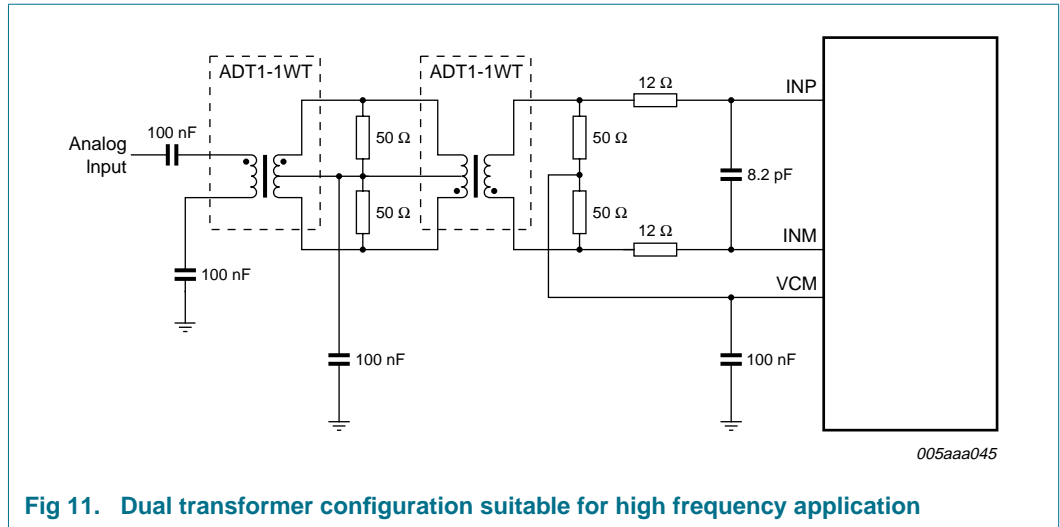 ADT1-1WT
ADT1-1WT
12 Ω
INP
100 nF
Analog
Input
50 Ω
50 Ω
8.2 pF
50 Ω
50 Ω
12 Ω
INM
100 nF
VCM
100 nF
100 nF
005aaa045
Fig 11. Dual transformer configuration suitable for high frequency application